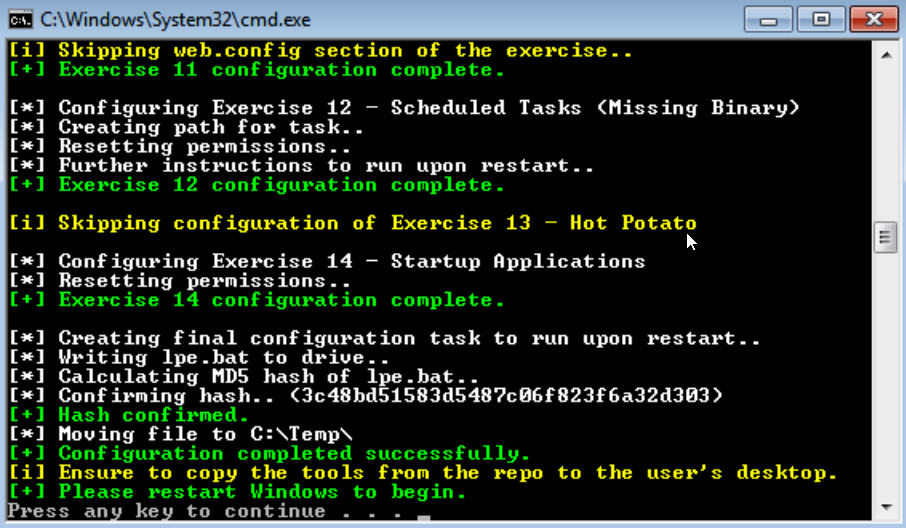 C:\Windows\System32\cmd.exe
[i] Skipping web.config section of the exercise..
[+] Exercise 11 configuration complete.
[*] Configuring Exercise 12 - Scheduled Tasks (Missing Binary)
[*] Creating path for task..
[*] Resetting permissions..
[*] Further instructions to run upon restart..
[+] Exercise 12 configuration complete.
[i] Skipping configuration of Exercise 13 - Hot Potato
[*] Configuring Exercise 14 - Startup Applications
[*] Resetting permissions..
[+] Exercise 14 configuration complete.
[*] Creating final configuration task to run upon restart..
[*] Writing lpe.bat to drive..
[*] Calculating MD5 hash of lpe.bat..
[*] Confirming hash.. (3c48bd51583d5487c06f823f6a32d303)
[+] Hash confirmed.
[*] Moving file to C:\Temp\
[+] Configuration completed successfully.
[i] Ensure to copy the tools from the repo to the user's desktop.
[+] Please restart Windows to begin.
Press any key to continue . . . _